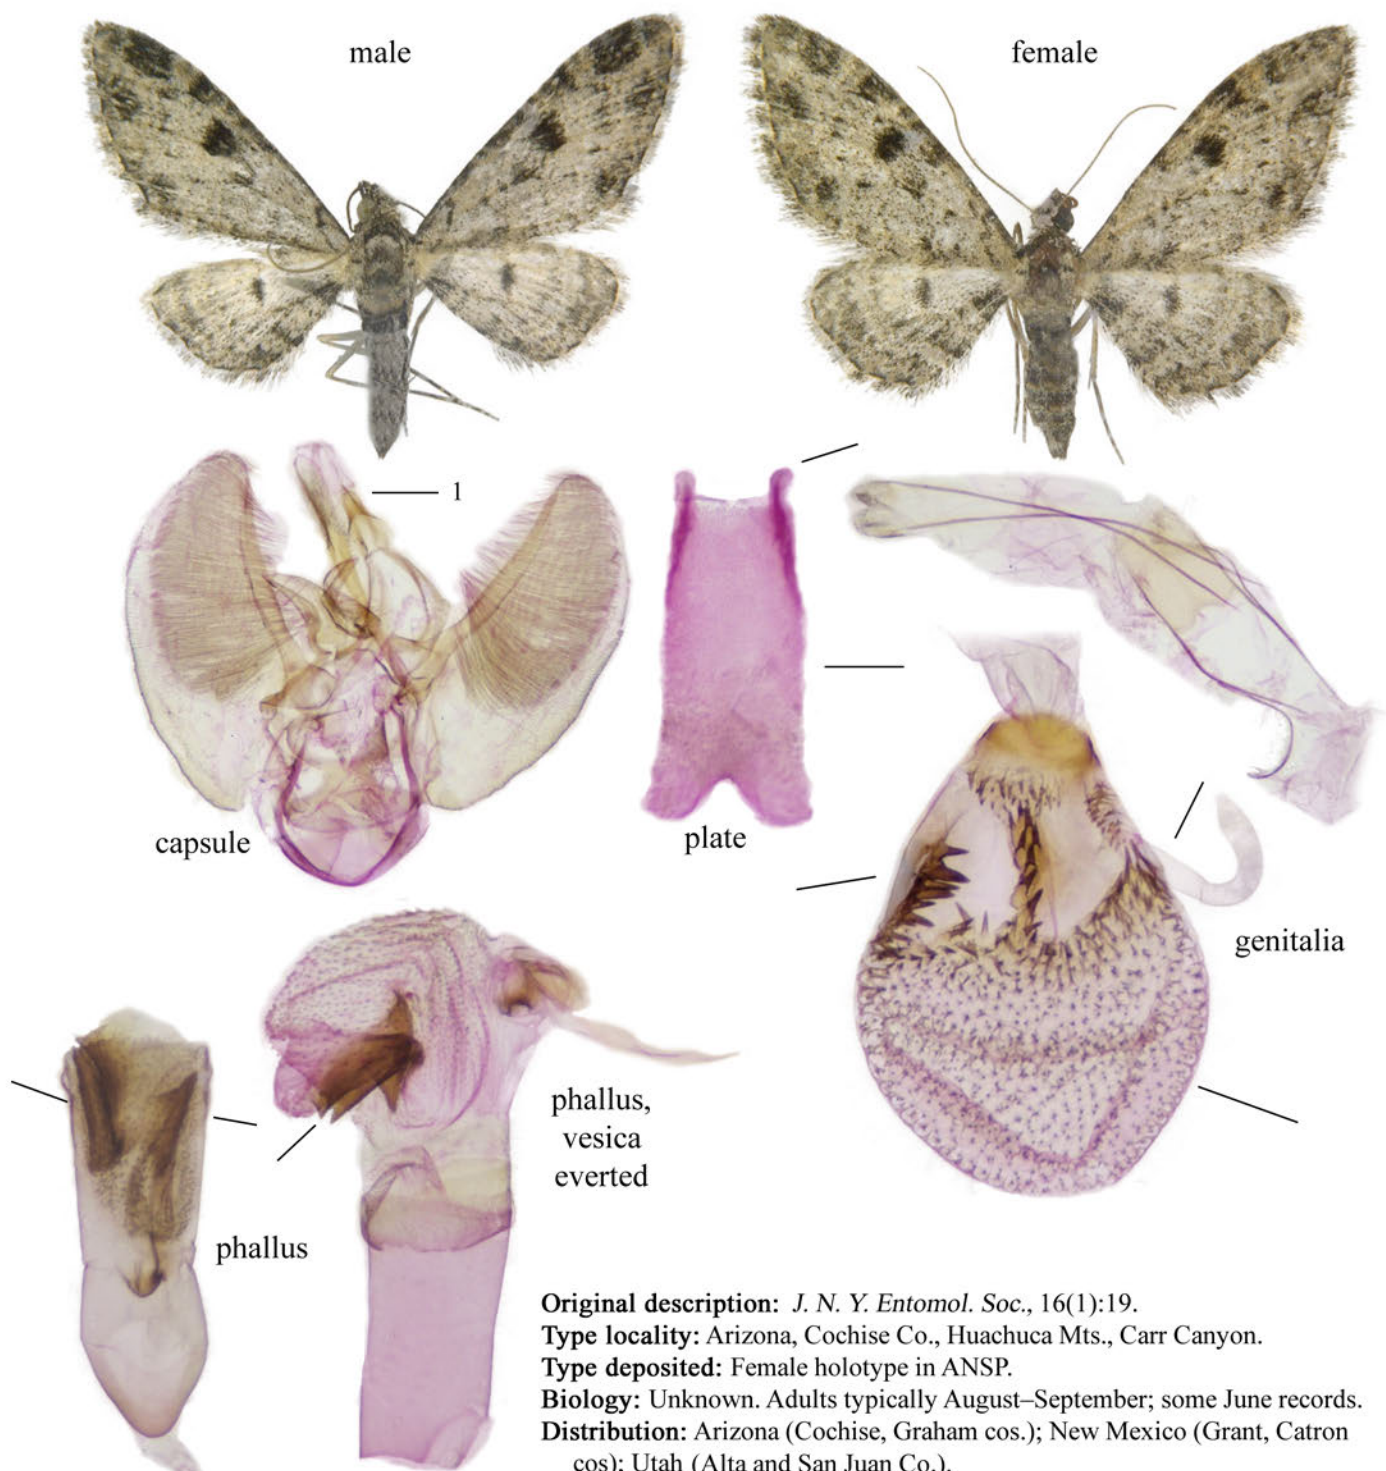 male
female
1
capsule
plate
genitalia
phallus,
vesica
everted
phallus
Original description: J. N. Y. Entomol. Soc., 16(1):19.
Type locality: Arizona, Cochise Co., Huachuca Mts., Carr Canyon.
Type deposited: Female holotype in ANSP.
Biology: Unknown. Adults typically August–September; some June records.
Distribution: Arizona (Cochise, Graham cos.); New Mexico (Grant, Catron
cos); Utah (Alta and San Juan Co.).